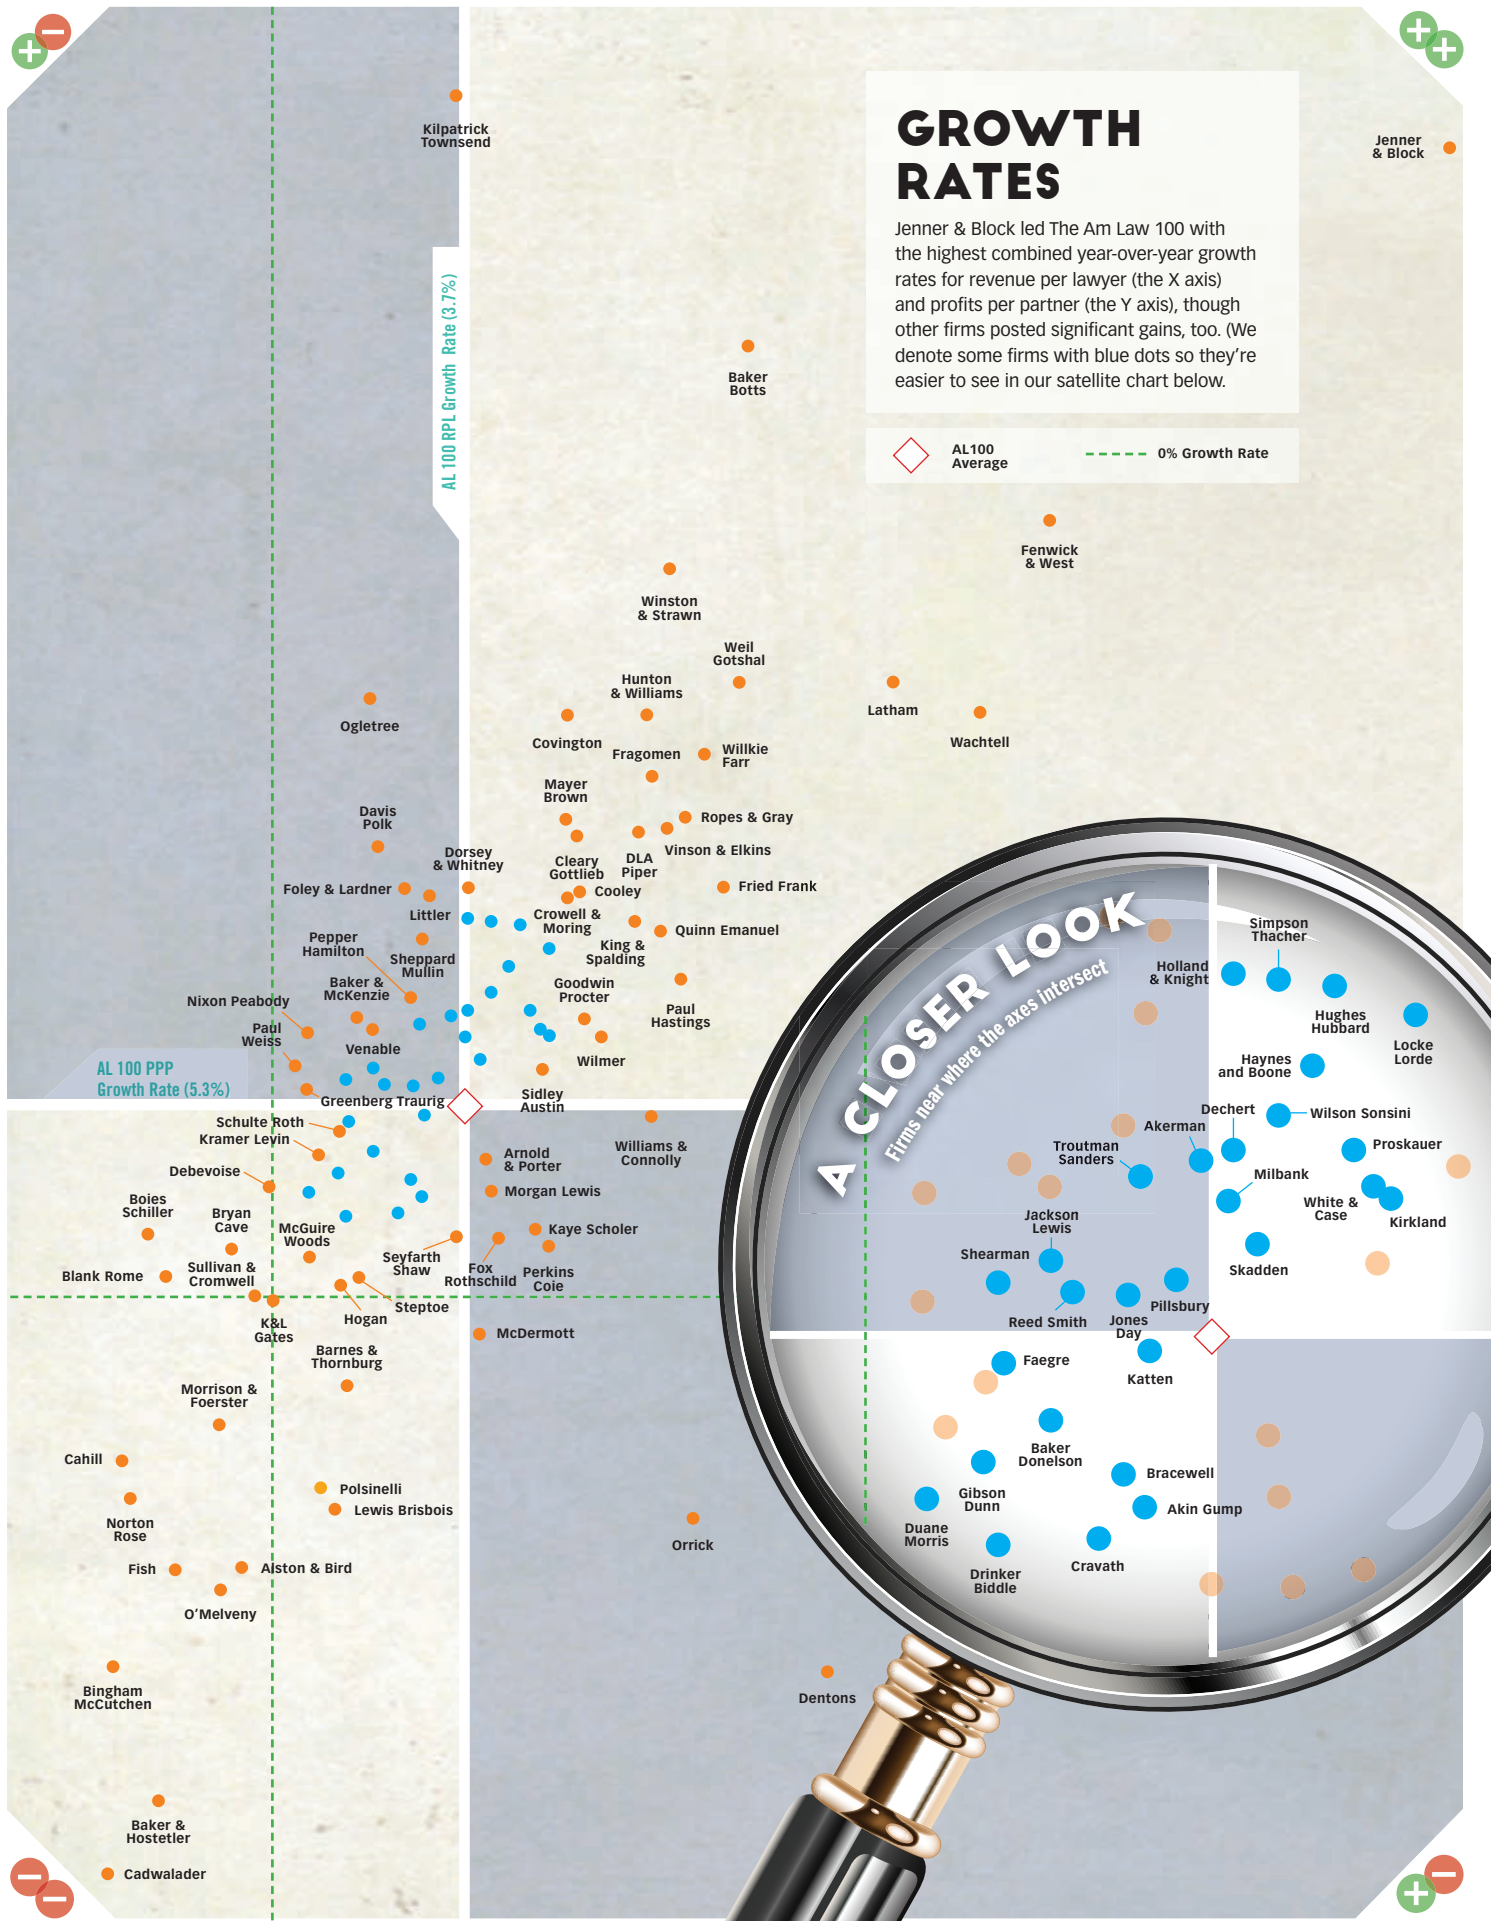 GROWTH
RATES
Jenner & Block led The Am Law 100 with
the highest combined year-over-year growth
rates for revenue per lawyer (the X axis)
and profits per partner (the Y axis), though
other firms posted significant gains, too. (We
denote some firms with blue dots so they're
easier to see in our satellite chart below.
AL100
Average
0% Growth Rate
Kilpatrick
Townsend
Jenner
& Block
AL 100 RPL Growth Rate (3.7%)
Baker
Botts
Fenwick
& West
Winston
& Strawn
Weil
Gotshal
Hunton
& Williams
Latham
Wachtell
Ogletree
Covington
Fragomen
Willkie
Farr
Mayer
Brown
Davis
Polk
Ropes & Gray
Vinson & Elkins
Dorsey
& Whitney
Cleary
Gottlieb
DLA
Piper
Foley & Lardner
Cooley
Fried Frank
Littler
Crowell &
Moring
Quinn Emanuel
Pepper
Hamilton
Sheppard
Mullin
King &
Spalding
Baker &
McKenzie
Goodwin
Procter
Nixon Peabody
Paul
Hastings
Paul
Weiss
Venable
Wilmer
AL 100 PPP
Growth Rate (5.3%)
Greenberg Traurig
Sidley
Austin
Schulte Roth
Kramer Levin
Williams &
Connolly
Arnold
& Porter
Debevoise
Morgan Lewis
Boies
Schiller
Bryan
Cave
McGuire
Woods
Kaye Scholer
Seyfarth
Shaw
Fox
Rothschild
Perkins
Coie
Blank Rome
Sullivan &
Cromwell
Steptoe
Hogan
K&L
Gates
McDermott
Barnes &
Thornburg
Morrison &
Foerster
Cahill
Polsinelli
Lewis Brisbois
Norton
Rose
Orrick
Fish
Alston & Bird
O'Melveny
Bingham
McCutchen
Dentons
Baker &
Hostetler
Cadwalader
A CLOSER LOOK
Firms near where the axes intersect
Simpson
Thacher
Holland
& Knight
Hughes
Hubbard
Locke
Lorde
Haynes
and Boone
Dechert
Wilson Sonsini
Akerman
Troutman
Sanders
Proskauer
Milbank
White &
Case
Kirkland
Jackson
Lewis
Shearman
Skadden
Pillsbury
Reed Smith
Jones
Day
Faegre
Katten
Baker
Donelson
Bracewell
Gibson
Dunn
Akin Gump
Duane
Morris
Cravath
Drinker
Biddle